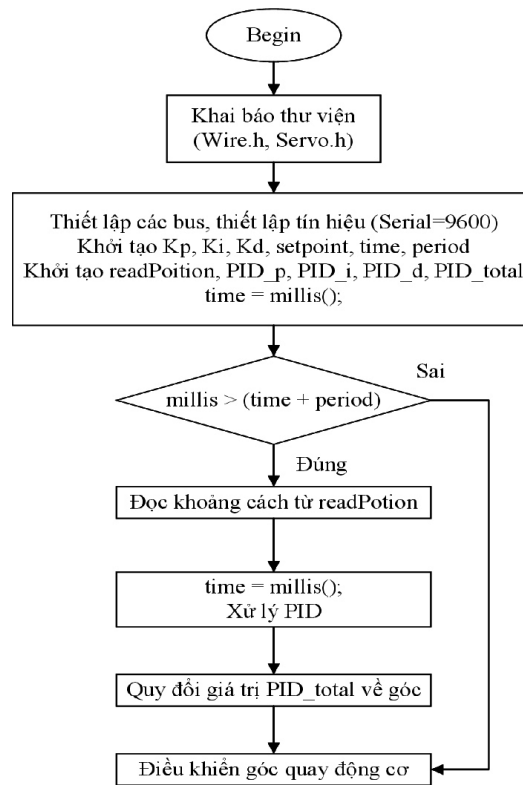 Begin
Khai báo thư viện
(Wire.h, Servo.h)
Thiết lập các bus, thiết lập tín hiệu (Serial=9600)
Khởi tạo Kp, Ki, Kd, setpoint, time, period
Khởi tạo readPoition, PID_p, PID_i, PID_d, PID_total
time = millis();
millis > (time + period)
Sai
Đúng
Đọc khoảng cách từ readPotion
time = millis();
Xử lý PID
Quy đổi giá trị PID_total về góc
Điều khiển góc quay động cơ